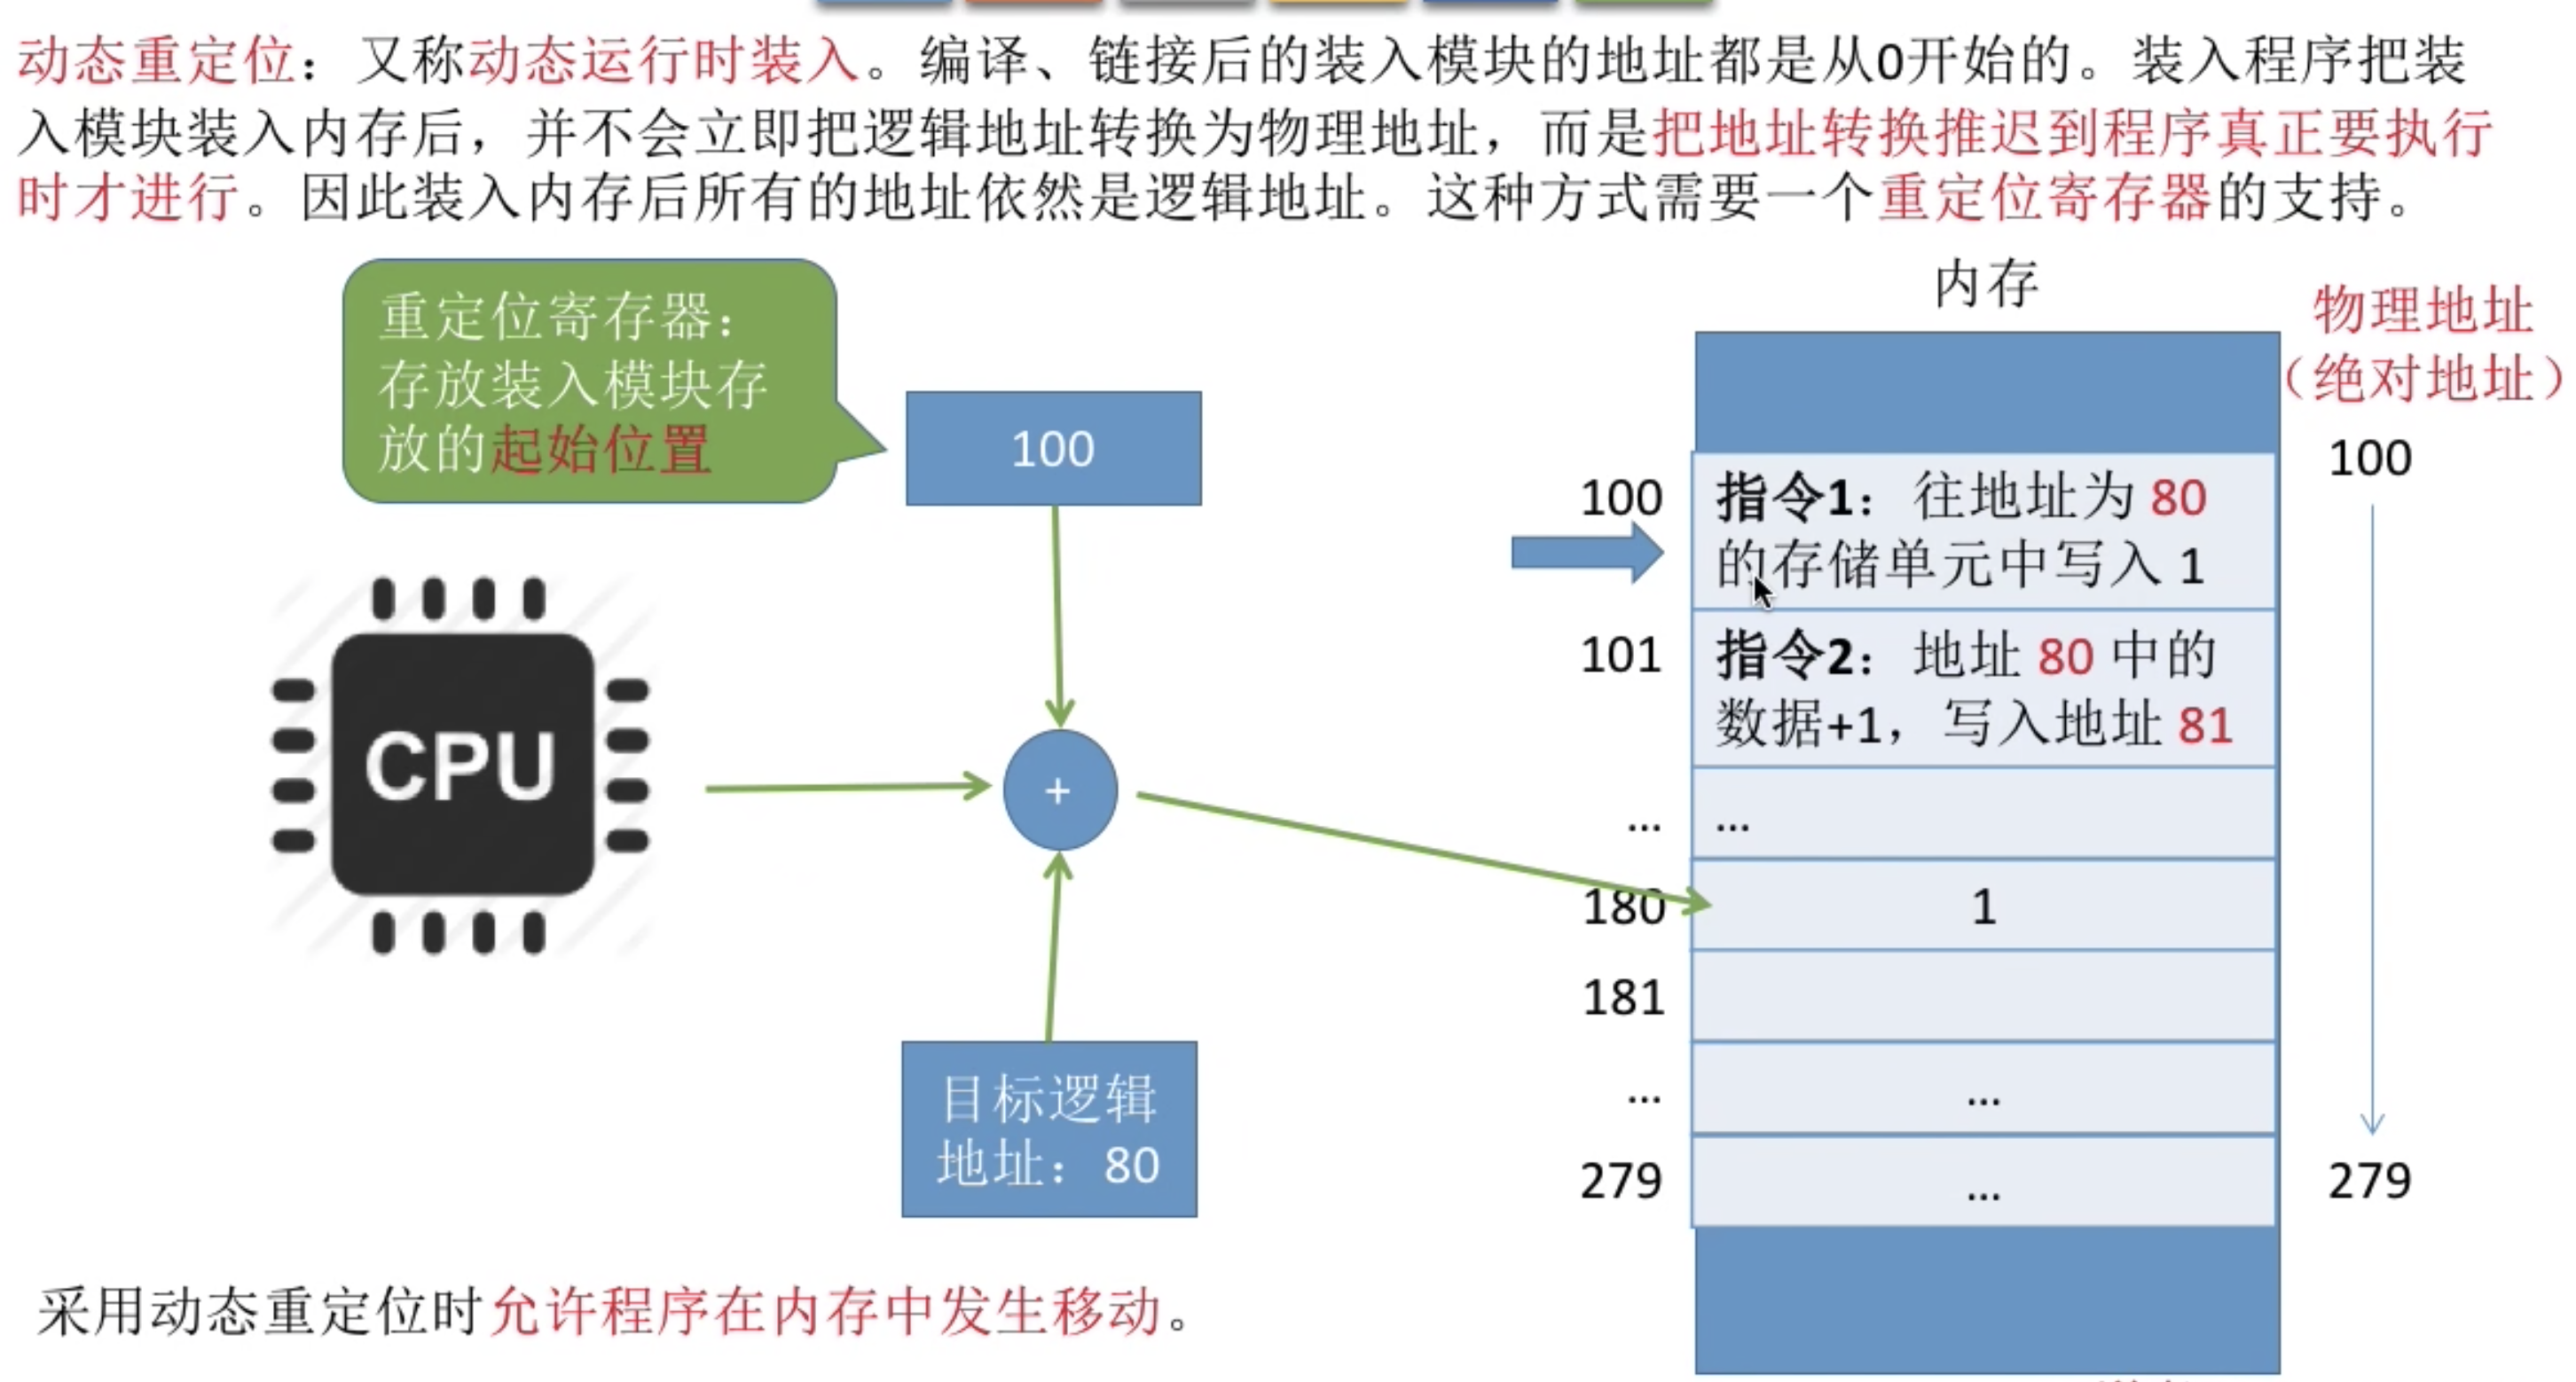 动态重定位：又称动态运行时装入。编译、链接后的装入模块的地址都是从0开始的。装入程序把装
入模块装入内存后，并不会立即把逻辑地址转换为物理地址，而是把地址转换推迟到程序真正要执行
时才进行。因此装入内存后所有的地址依然是逻辑地址。这种方式需要一个重定位寄存器的支持。
重定位寄存器：
存放装入模块存
放的起始位置
100
CPU
+
目标逻辑
地址：80
内存
物理地址
（绝对地址）
100
279
100
指令1：往地址为 80
的存储单元中写入 1
101
指令2：地址 80 中的
数据+1，写入地址 81
...
...
180
1
181
...
...
279
...
采用动态重定位时允许程序在内存中发生移动。